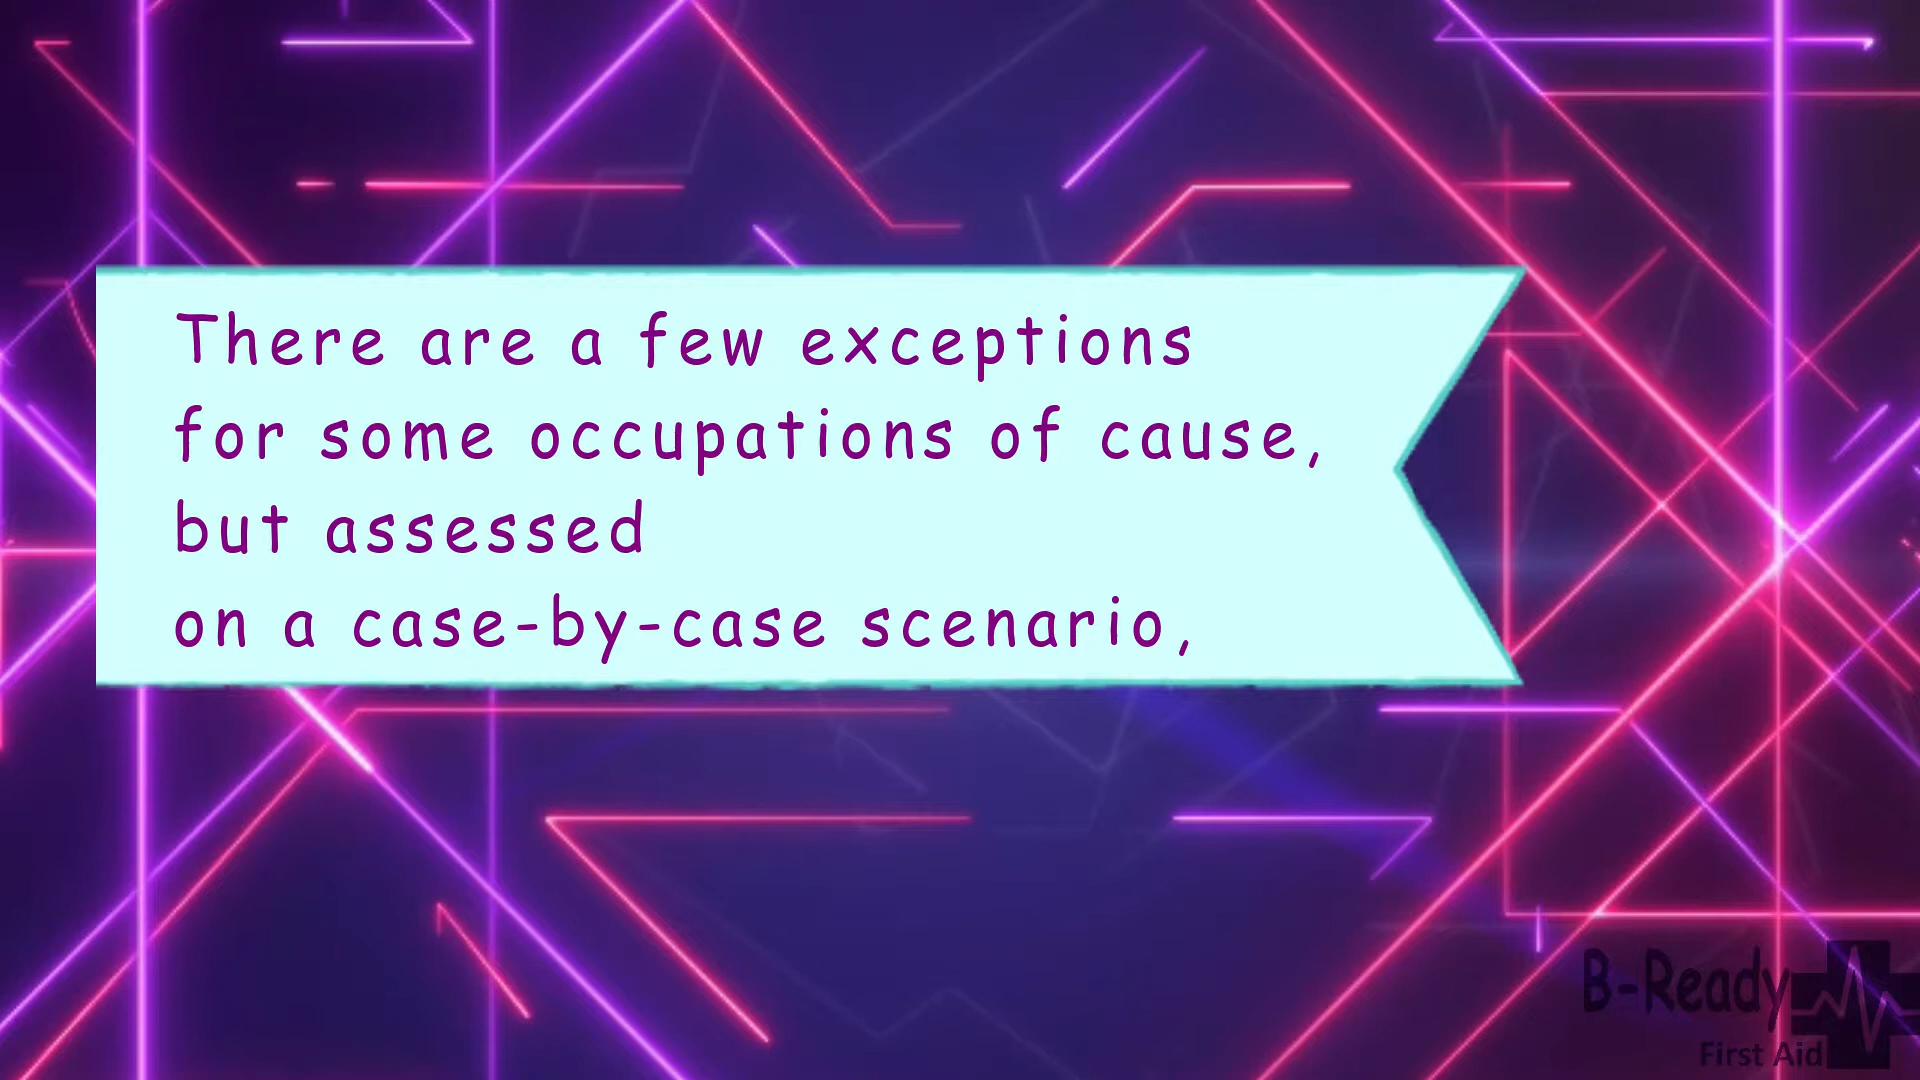 There are a few exceptions
for some occupations of cause,
but assessed
on a case-by-case scenario,
B-Ready
First Aid